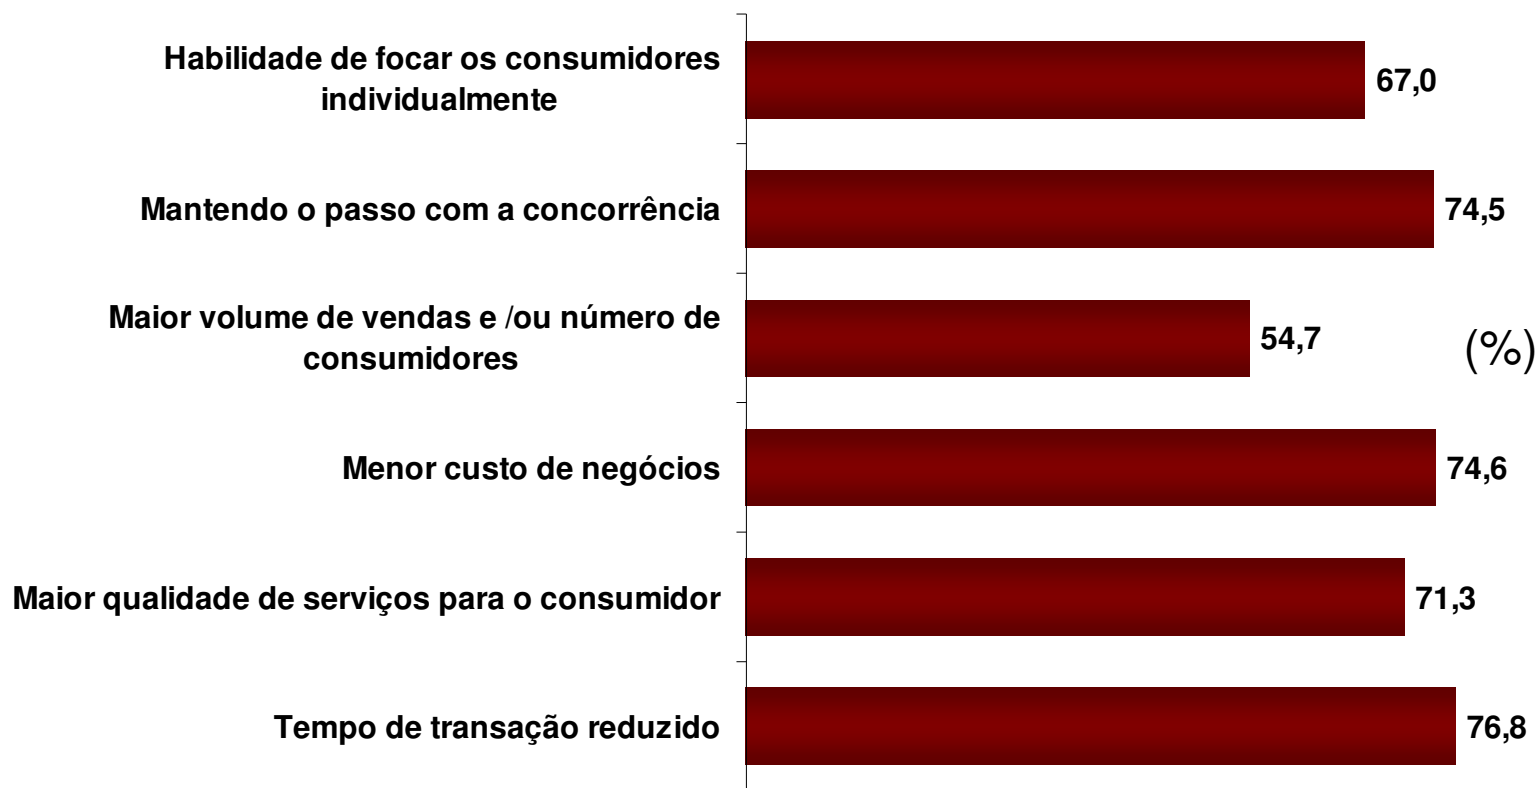 Habilidade de focar os consumidores
individualmente
67,0
Mantendo o passo com a concorrência
74,5
Maior volume de vendas e /ou número de
consumidores
54,7
(%)
Menor custo de negócios
74,6
Maior qualidade de serviços para o consumidor
71,3
Tempo de transação reduzido
76,8